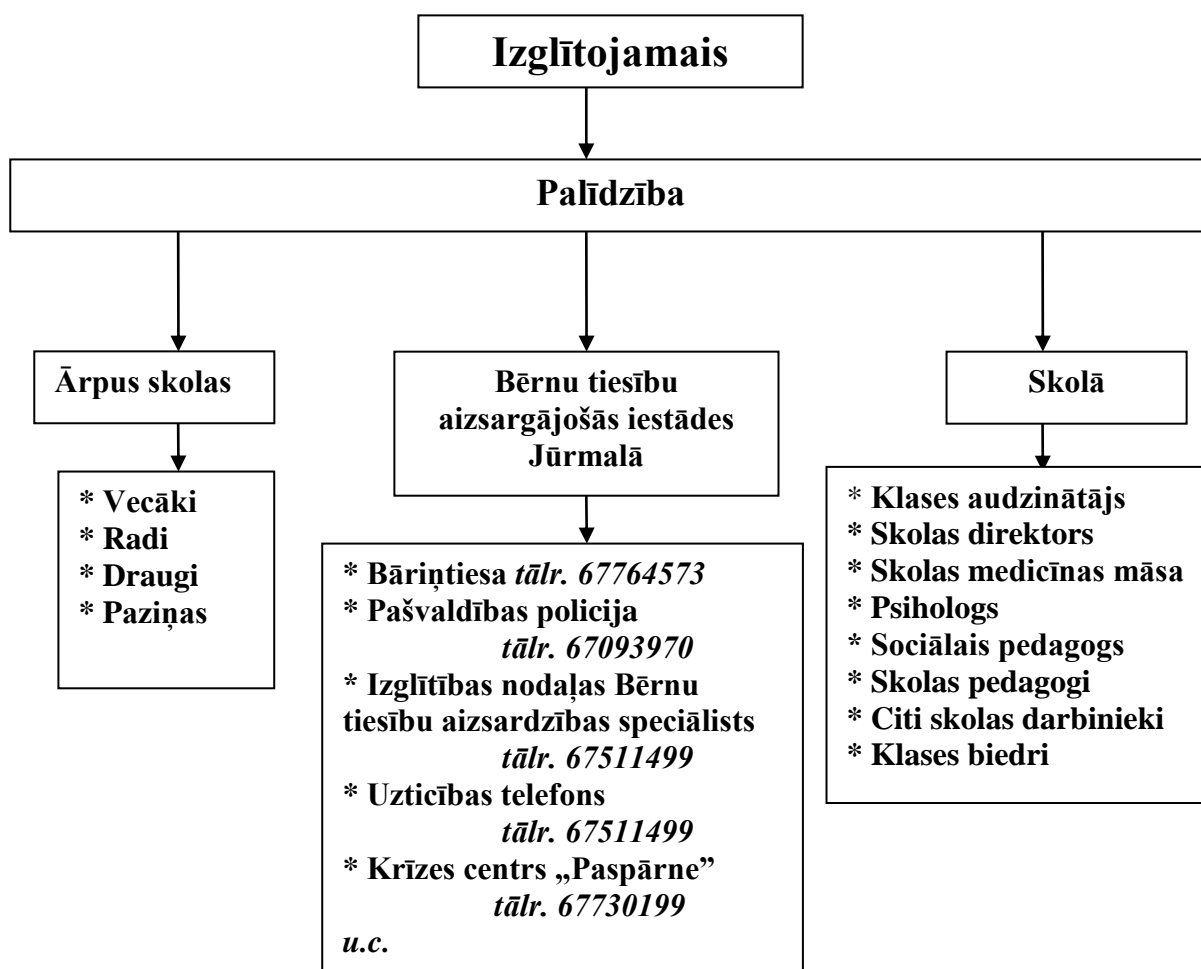 Izglītojamais
Palīdzība
Ārpus skolas
* Vecāki
* Radi
* Draugi
* Paziņas
Bērnu tiesību
aizsargājošās iestādes
Jūrmalā
* Bāriņtiesa tālr. 67764573
* Pašvaldības policija
tālr. 67093970
* Izglītības nodaļas Bērnu
tiesību aizsardzības speciālists
tālr. 67511499
* Uzticības telefons
tālr. 67511499
* Krīzes centrs „Paspārne”
tālr. 67730199
u.c.
Skolā
* Klases audzinātājs
* Skolas direktors
* Skolas medicīnas māsa
* Psihologs
* Sociālais pedagogs
* Skolas pedagogi
* Citi skolas darbinieki
* Klases biedri